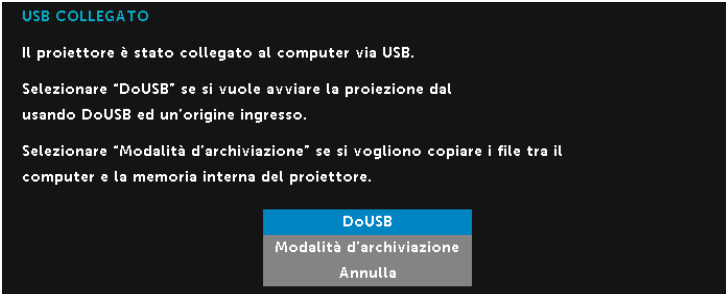 USB COLLEGATO
Il proiettore è stato collegato al computer via USB.
Selezionare “DoUSB” se si vuole avviare la proiezione dal
usando DoUSB ed un’origine ingresso.
Selezionare “Modalità d’archiviazione” se si vogliono copiare i file tra il
computer e la memoria interna del proiettore.
DoUSB
Modalità d’archiviazione
Annulla